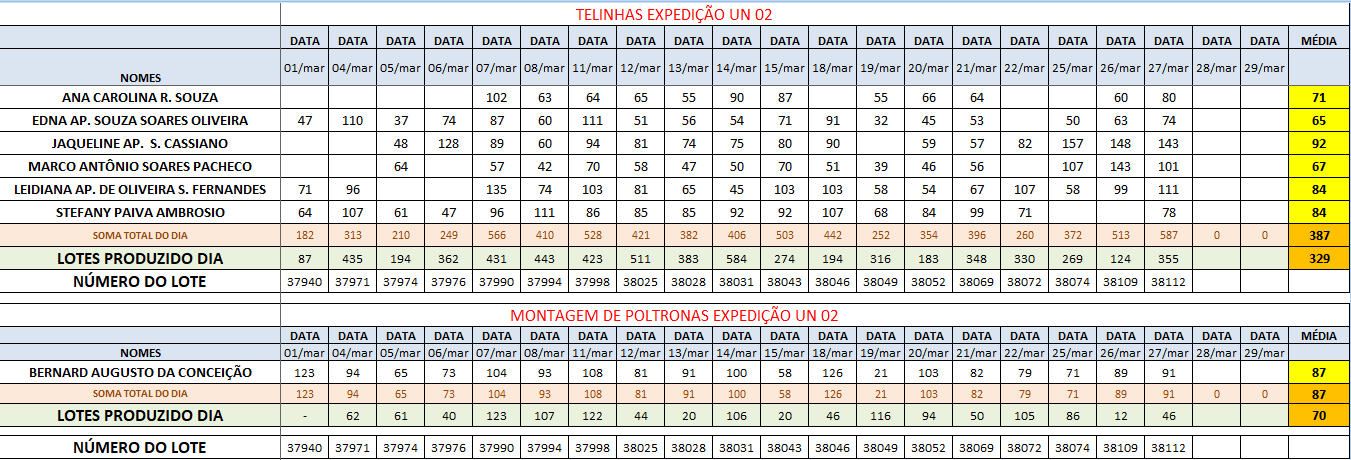 TELINHAS EXPEDIÇÃO UN 02
DATA DATA DATA DATA DATA DATA DATA DATA DATA DATA DATA DATA DATA DATA DATA DATA DATA DATA DATA DATA DATA MÉDIA
NOMES 01/mar 04/mar 05/mar 06/mar 07/mar 08/mar 11/mar 12/mar 13/mar 14/mar 15/mar 18/mar 19/mar 20/mar 21/mar 22/mar 25/mar 26/mar 27/mar 28/mar 29/mar
ANA CAROLINA R. SOUZA 102 63 64 65 55 90 87 55 66 64 60 80 71
EDNA AP. SOUZA SOARES OLIVEIRA 47 110 37 74 87 60 111 51 56 54 71 91 32 45 53 50 63 74 65
JAQUELINE AP. S. CASSIANO 48 128 89 60 94 81 74 75 80 90 59 57 82 157 148 143 92
MARCO ANTÔNIO SOARES PACHECO 64 57 42 70 58 47 50 70 51 39 46 56 107 143 101 67
LEIDIANA AP. DE OLIVEIRA S. FERNANDES 71 96 135 74 103 81 65 45 103 103 58 54 67 107 58 99 111 84
STEFANY PAIVA AMBROSIO 64 107 61 47 96 111 86 85 85 92 92 107 68 84 99 71 78 84
SOMA TOTAL DO DIA 182 313 210 249 566 410 528 421 382 406 503 442 252 354 396 260 372 513 587 0 0 387
LOTES PRODUZIDO DIA 87 435 194 362 431 443 423 511 383 584 274 194 316 183 348 330 269 124 355 329
NÚMERO DO LOTE 37940 37971 37974 37976 37990 37994 37998 38025 38028 38031 38043 38046 38049 38052 38069 38072 38074 38109 38112
MONTAGEM DE POLTRONAS EXPEDIÇÃO UN 02
DATA DATA DATA DATA DATA DATA DATA DATA DATA DATA DATA DATA DATA DATA DATA DATA DATA DATA DATA DATA DATA MÉDIA
NOMES 01/mar 04/mar 05/mar 06/mar 07/mar 08/mar 11/mar 12/mar 13/mar 14/mar 15/mar 18/mar 19/mar 20/mar 21/mar 22/mar 25/mar 26/mar 27/mar 28/mar 29/mar
BERNARD AUGUSTO DA CONCEIÇÃO 123 94 65 73 104 93 108 81 91 100 58 126 21 103 82 79 71 89 91 87
SOMA TOTAL DO DIA 123 94 65 73 104 93 108 81 91 100 58 126 21 103 82 79 71 89 91 0 0 87
LOTES PRODUZIDO DIA - 62 61 40 123 107 122 44 20 106 20 46 116 94 50 105 86 12 46 70
NÚMERO DO LOTE 37940 37971 37974 37976 37990 37994 37998 38025 38028 38031 38043 38046 38049 38052 38069 38072 38074 38109 38112